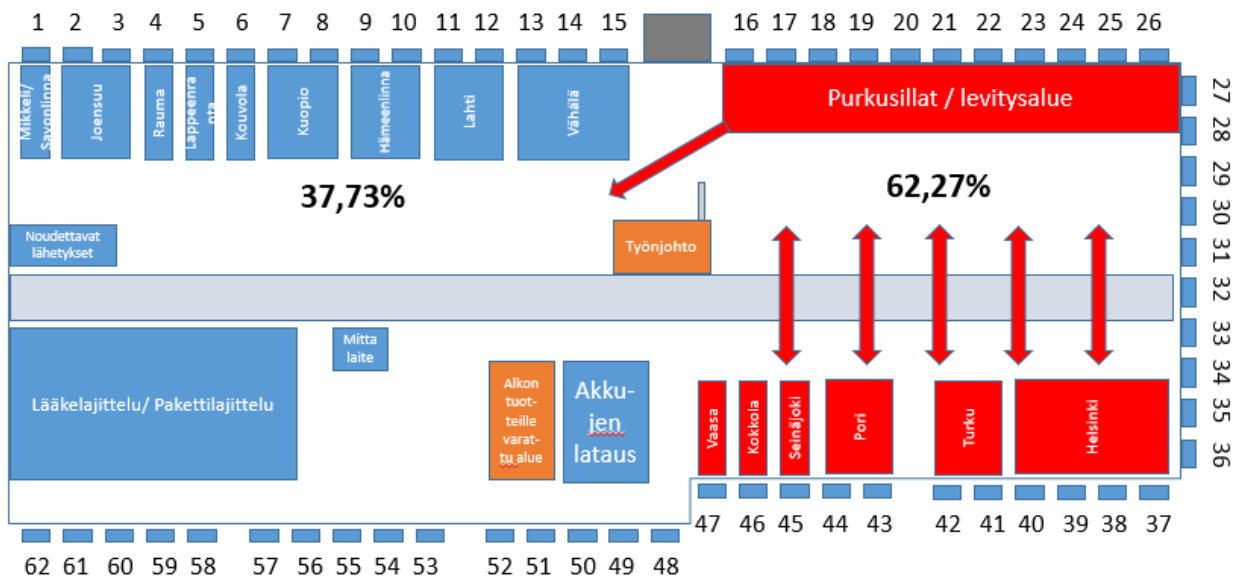 1 2 3 4 5 6 7 8 9 10 11 12 13 14 15 16 17 18 19 20 21 22 23 24 25 26
Mikkeli/
Savonlinna
Joensuu
Rauma
Lappeenra
nta
Kouvola
Kuopio
Hämeenlinna
Lahti
Vähälä
Purkusillat / levitysalue
27
28
29
30
31
32
33
34
35
36
37,73%
62,27%
Noudettavat
lähetykset
Työnjohto
Lääkelajittelu/ Pakettilajittelu
Mitta
laite
Alkon
tuot-
teille
varat-
tu alue
Akku-
jen
lataus
Vaasa
Kokkola
Seinäjoki
Pori
Turku
Helsinki
47 46 45 44 43 42 41 40 39 38 37
62 61 60 59 58 57 56 55 54 53 52 51 50 49 48